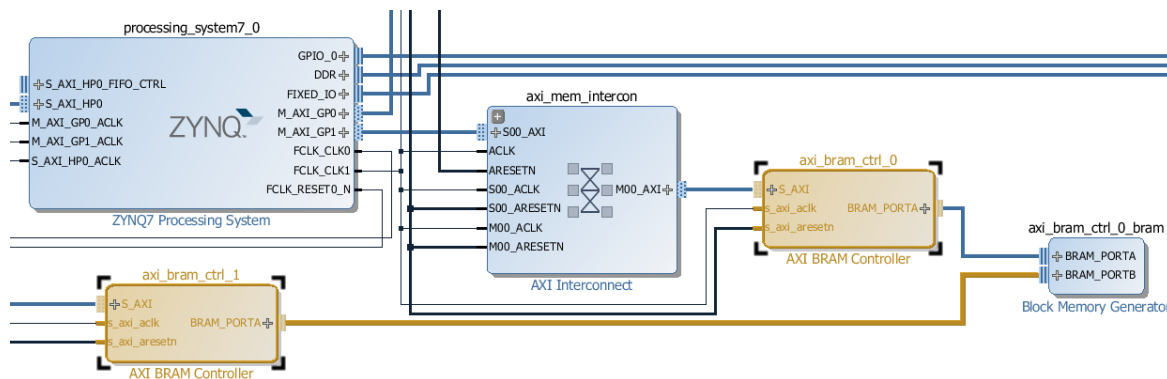 processing_system7_0
S_AXI_HP0_FIFO_CTRL
S_AXI_HP0
M_AXI_GP0_ACLK
M_AXI_GP1_ACLK
S_AXI_HP0_ACLK
ZYNQ
GPIO_0
DDR
FIXED_IO
M_AXI_GP0
M_AXI_GP1
FCLK_CLK0
FCLK_CLK1
FCLK_RESET0_N
ZYNQ7 Processing System
axi_mem_intercon
S00_AXI
ACLK
ARESETN
S00_ACLK
S00_ARESETN
M00_ACLK
M00_ARESETN
M00_AXI
AXI Interconnect
axi_bram_ctrl_0
S_AXI
s_axi_aclk
s_axi_aresetn
BRAM_PORTA
AXI BRAM Controller
axi_bram_ctrl_0_bram
BRAM_PORTA
BRAM_PORTB
Block Memory Generator
axi_bram_ctrl_1
S_AXI
s_axi_aclk
s_axi_aresetn
BRAM_PORTA
AXI BRAM Controller